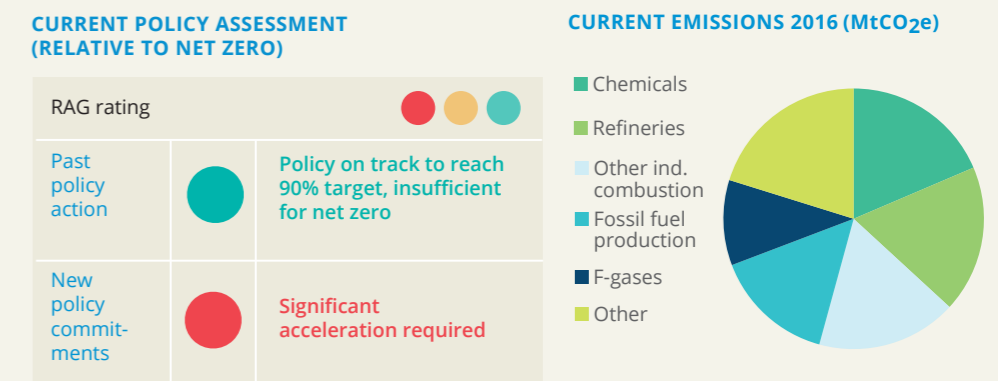 CURRENT POLICY ASSESSMENT
(RELATIVE TO NET ZERO)
RAG rating
Past
policy
action
Policy on track to reach
90% target, insufficient
for net zero
New
policy
commit-
ments
Significant
acceleration required
CURRENT EMISSIONS 2016 (MtCO2e)
Chemicals
Refineries
Other ind.
combustion
Fossil fuel
production
F-gases
Other